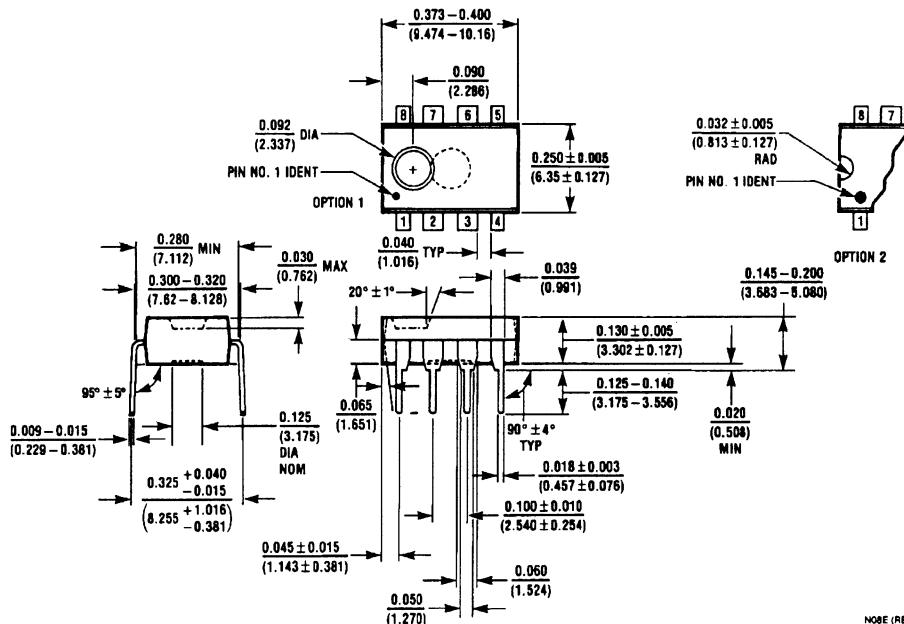 0.373 – 0.400
(9.474 – 10.16)
0.090
(2.286)
8 7 6 5
0.092 DIA
(2.337)
PIN NO. 1 IDENT
OPTION 1
0.250 ± 0.005
(6.35 ± 0.127)
1 2 3 4
0.032 ± 0.005
(0.813 ± 0.127)
RAD
PIN NO. 1 IDENT
8 7
1
OPTION 2
0.280 MIN
(7.112)
0.300 – 0.320
(7.62 – 8.128)
0.030 MAX
(0.762)
0.040 TYP
(1.016)
0.039
(0.991)
20° ± 1°
0.145 – 0.200
(3.683 – 5.080)
0.130 ± 0.005
(3.302 ± 0.127)
0.125 – 0.140
(3.175 – 3.556)
0.020
(0.508)
MIN
95° ± 5°
0.009 – 0.015
(0.229 – 0.381)
0.125
(3.175)
DIA
NOM
0.065
(1.651)
90° ± 4°
TYP
0.018 ± 0.003
(0.457 ± 0.076)
0.325 +0.040
-0.015
(8.255 +1.016
-0.381)
0.100 ± 0.010
(2.540 ± 0.254)
0.045 ± 0.015
(1.143 ± 0.381)
0.060
(1.524)
0.050
(1.270)
N08E (RE